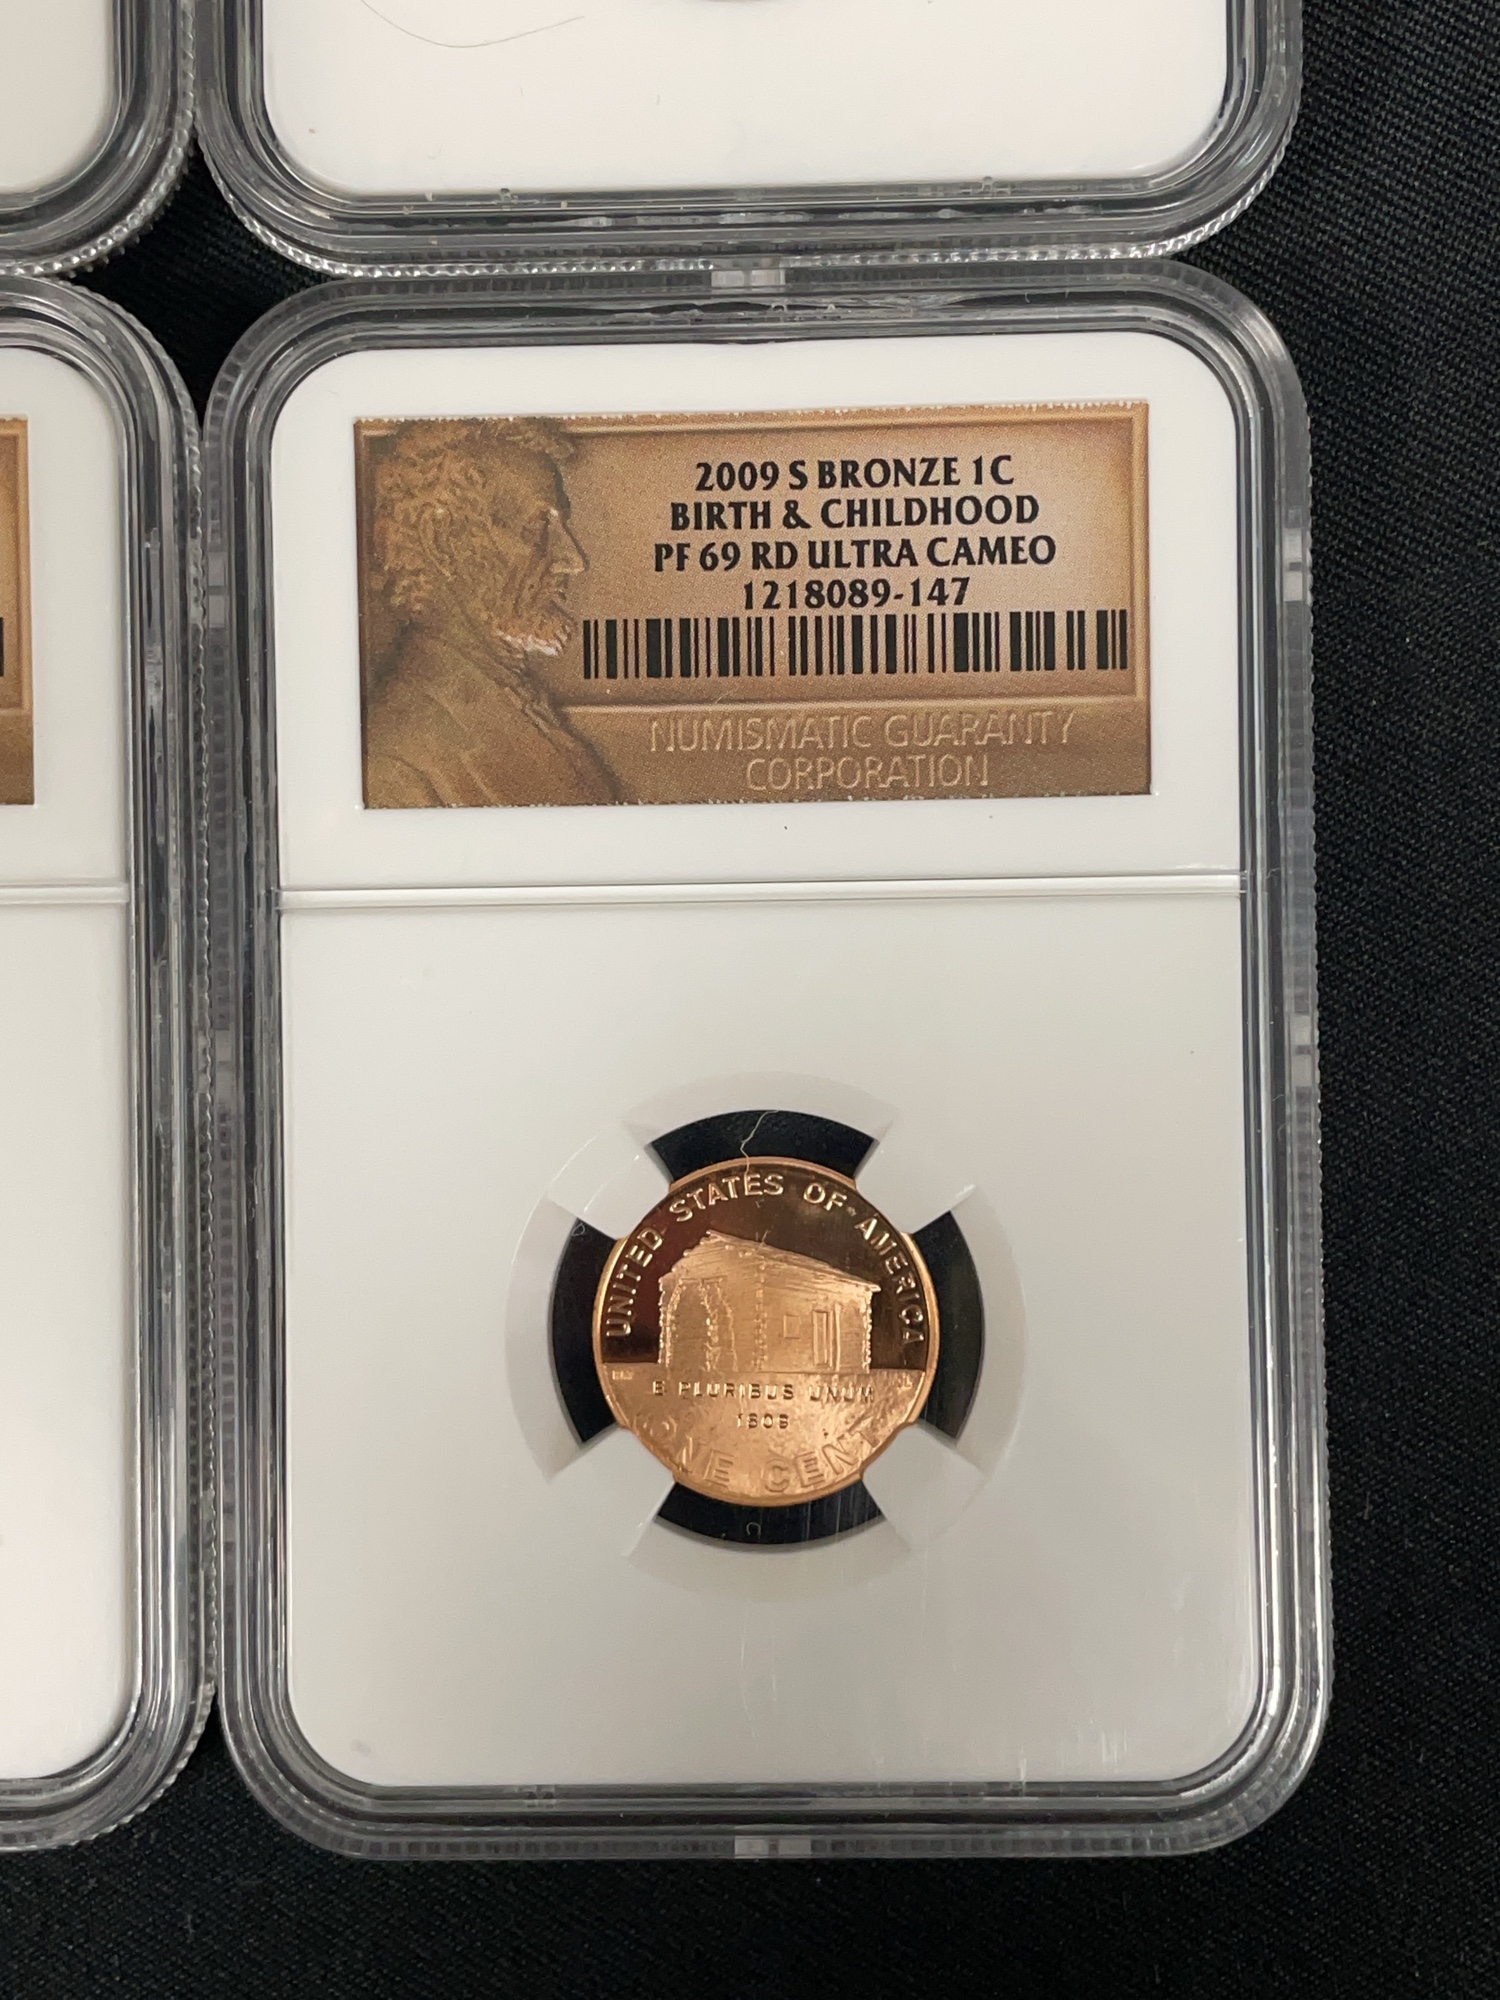 2009 S BRONZE 1C
BIRTH & CHILDHOOD
PF 69 RD ULTRA CAMEO
1218089-147
NUMISMATIC GUARANTY
CORPORATION
UNITED STATES OF AMERICA
E PLURIBUS UNUM
1809
ONE CENT